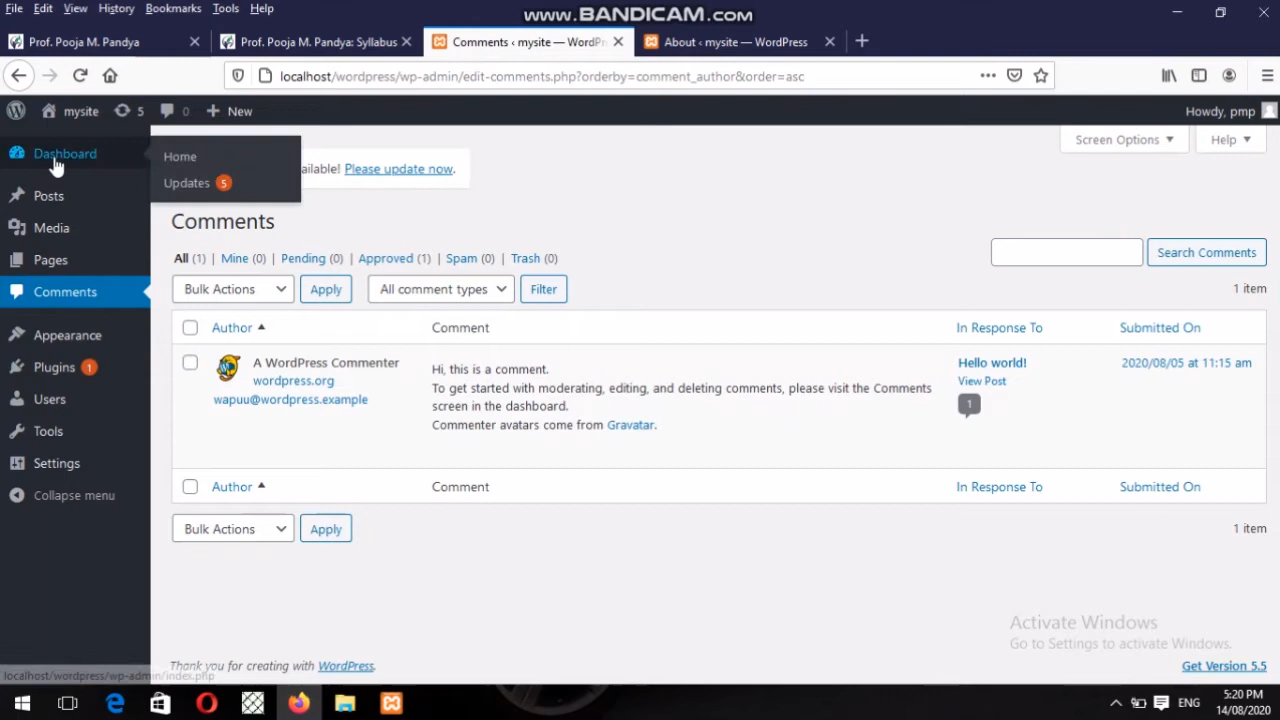 File Edit View History Bookmarks Tools Help
www.BANDICAM.com
Prof. Pooja M. Pandya
Prof. Pooja M. Pandya: Syllabus
Comments ‹ mysite — WordPr
About ‹ mysite — WordPress
localhost/wordpress/wp-admin/edit-comments.php?orderby=comment_author&order=asc
mysite 5 0 + New
Howdy, pmp
Dashboard
Home
Updates 5
Posts
Media
Pages
Comments
Appearance
Plugins 1
Users
Tools
Settings
Collapse menu
Screen Options
Help
ailable! Please update now.
Comments
All (1) | Mine (0) | Pending (0) | Approved (1) | Spam (0) | Trash (0)
Search Comments
Bulk Actions Apply All comment types Filter
1 item
Author Comment In Response To Submitted On
A WordPress Commenter
wordpress.org
wapuu@wordpress.example
Hi, this is a comment.
To get started with moderating, editing, and deleting comments, please visit the Comments
screen in the dashboard.
Commenter avatars come from Gravatar.
Hello world!
View Post
1
2020/08/05 at 11:15 am
Author Comment In Response To Submitted On
Bulk Actions Apply
1 item
Activate Windows
Go to Settings to activate Windows.
Thank you for creating with WordPress.
Get Version 5.5
localhost/wordpress/wp-admin/index.php
ENG
5:20 PM
14/08/2020